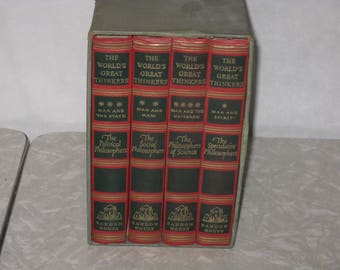 THE
WORLD'S
GREAT
THINKERS
MAN AND
THE STATE:
The
Political
Philosophers
RANDOM
HOUSE
THE
WORLD'S
GREAT
THINKERS
MAN AND
MAN:
The
Social
Philosophers
RANDOM
HOUSE
THE
WORLD'S
GREAT
THINKERS
MAN AND THE
UNIVERSE:
The
Philosophers
of Science
RANDOM
HOUSE
THE
WORLD'S
GREAT
THINKERS
MAN AND
SPIRIT:
The
Speculative
Philosophers
RANDOM
HOUSE